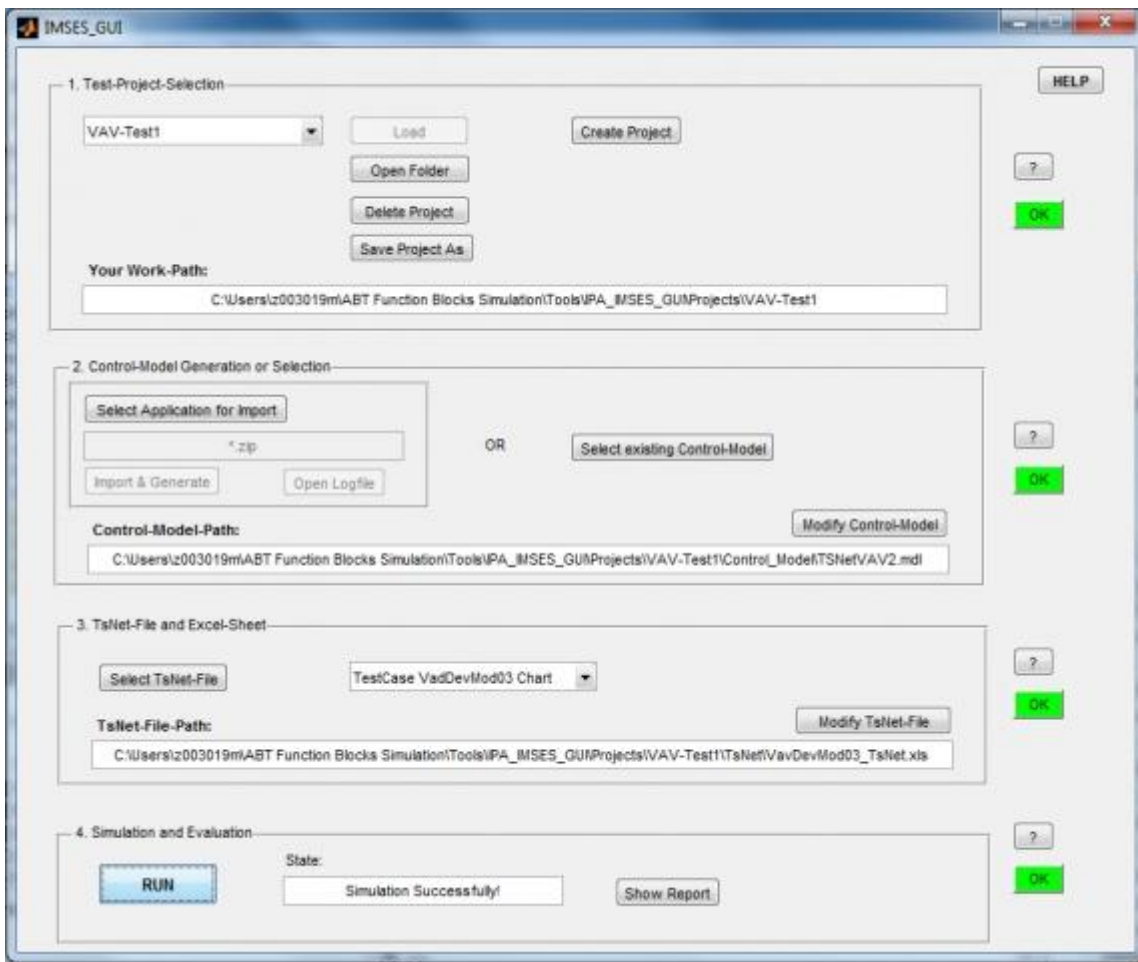 IMSES_GUI
1. Test-Project-Selection
HELP
VAV-Test1
Load
Create Project
Open Folder
?
Delete Project
OK
Save Project As
Your Work-Path:
C:\Users\z003019m\ABT Function Blocks Simulation\Tools\IPA_IMSES_GUI\Projects\VAV-Test1
2. Control-Model Generation or Selection
Select Application for Import
*.zip
OR
Select existing Control-Model
?
Import & Generate
Open Logfile
OK
Modify Control-Model
Control-Model-Path:
C:\Users\z003019m\ABT Function Blocks Simulation\Tools\IPA_IMSES_GUI\Projects\VAV-Test1\Control_Model\TSNetVAV2.mdl
3. TsNet-File and Excel-Sheet
Select TsNet-File
TestCase VadDevMod03 Chart
?
OK
TsNet-File-Path:
Modify TsNet-File
C:\Users\z003019m\ABT Function Blocks Simulation\Tools\IPA_IMSES_GUI\Projects\VAV-Test1\TsNet\VavDevMod03_TsNet.xls
4. Simulation and Evaluation
?
State:
RUN
Simulation Successfully!
Show Report
OK